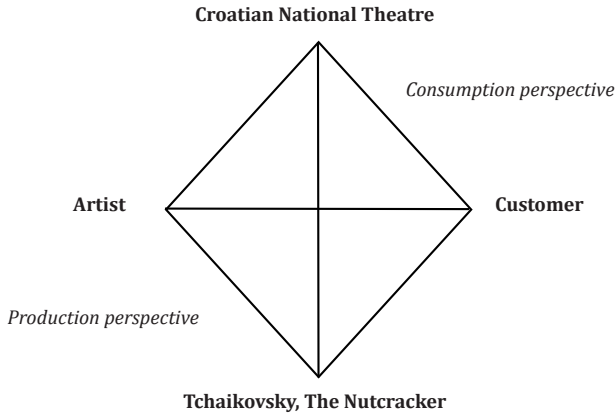 Croatian National Theatre
Consumption perspective
Artist
Customer
Production perspective
Tchaikovsky, The Nutcracker